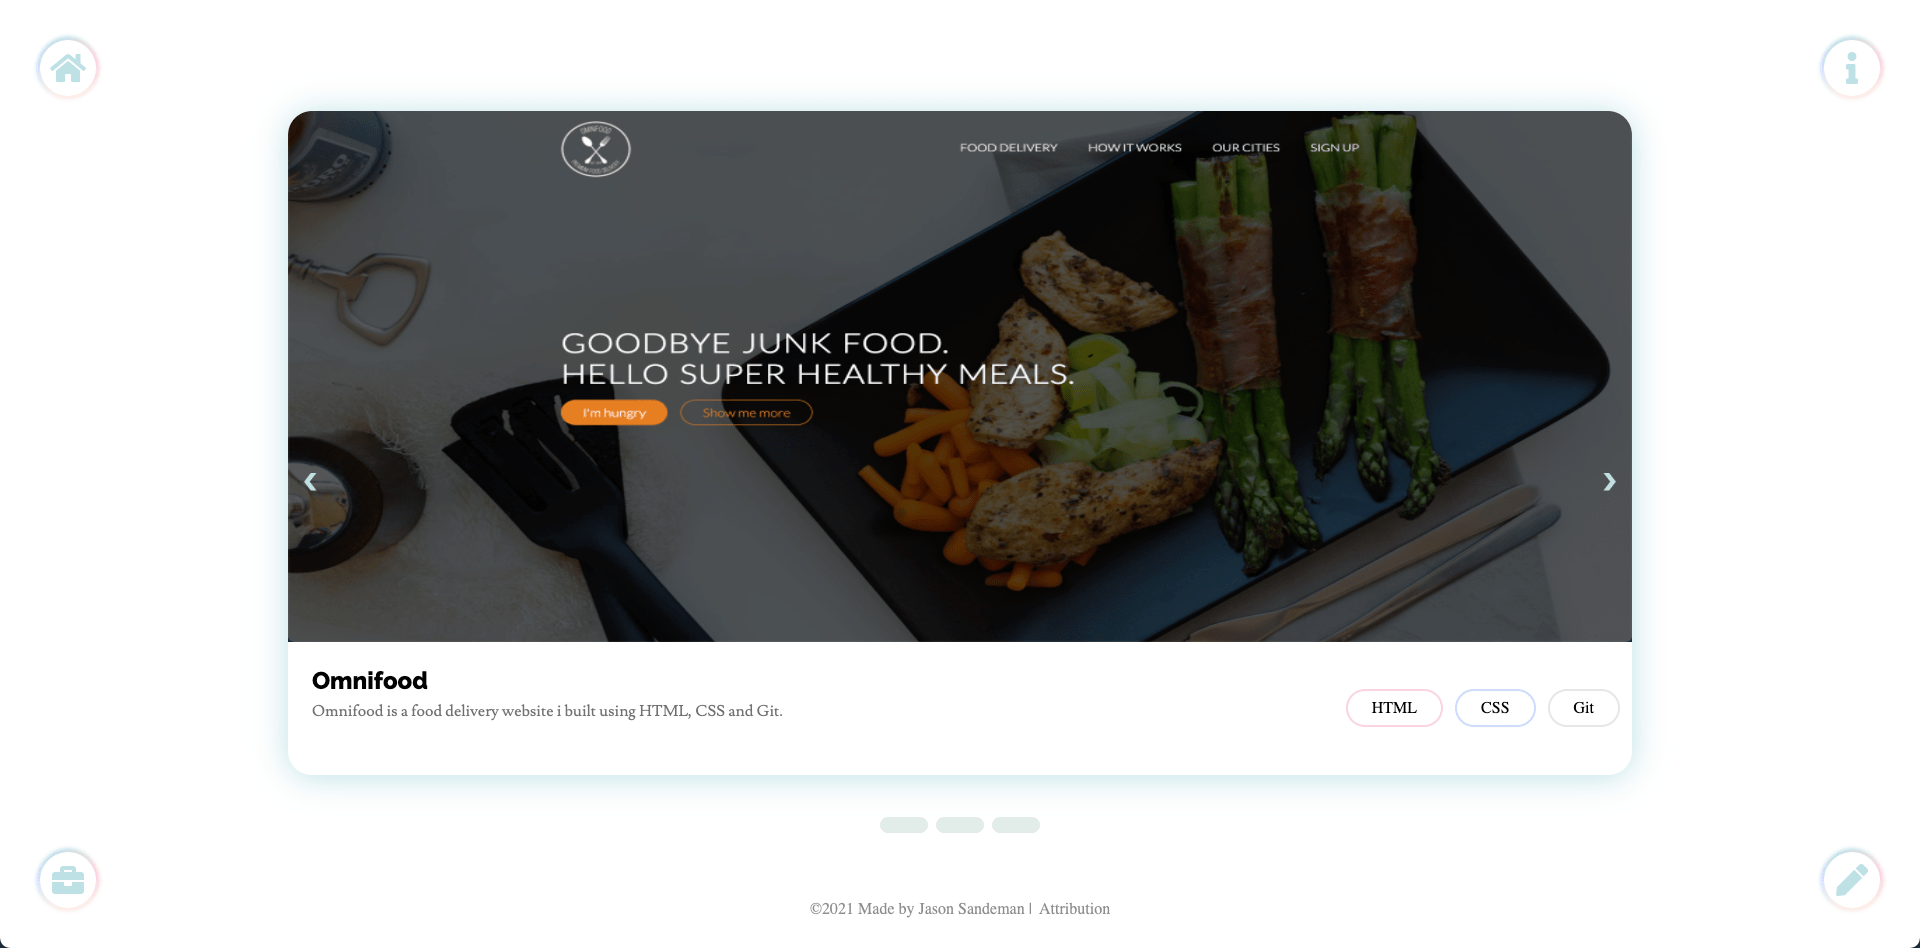 OMNIFOOD
FOOD DELIVERY HOW IT WORKS OUR CITIES SIGN UP
GOODBYE JUNK FOOD.
HELLO SUPER HEALTHY MEALS.
I'm hungry Show me more
❮ ❯
Omnifood
Omnifood is a food delivery website i built using HTML, CSS and Git.
HTML CSS Git
©2021 Made by Jason Sandeman | Attribution